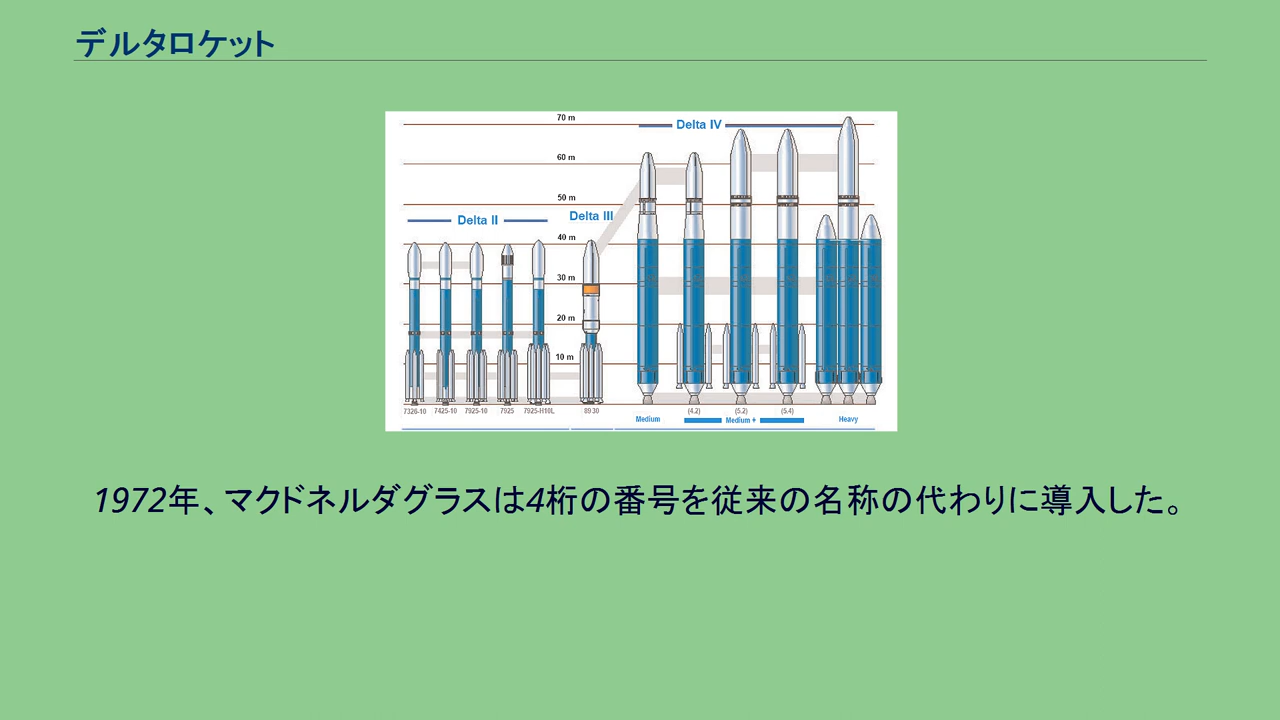 デルタロケット
70 m
Delta IV
60 m
50 m
Delta II
Delta III
40 m
30 m
20 m
10 m
7326-10 7425-10 7925-10 7925 7925-H10L 8930
(4.2) (5.2) (5.4)
Medium Medium + Heavy
1972年、マクドネルダグラスは4桁の番号を従来の名称の代わりに導入した。